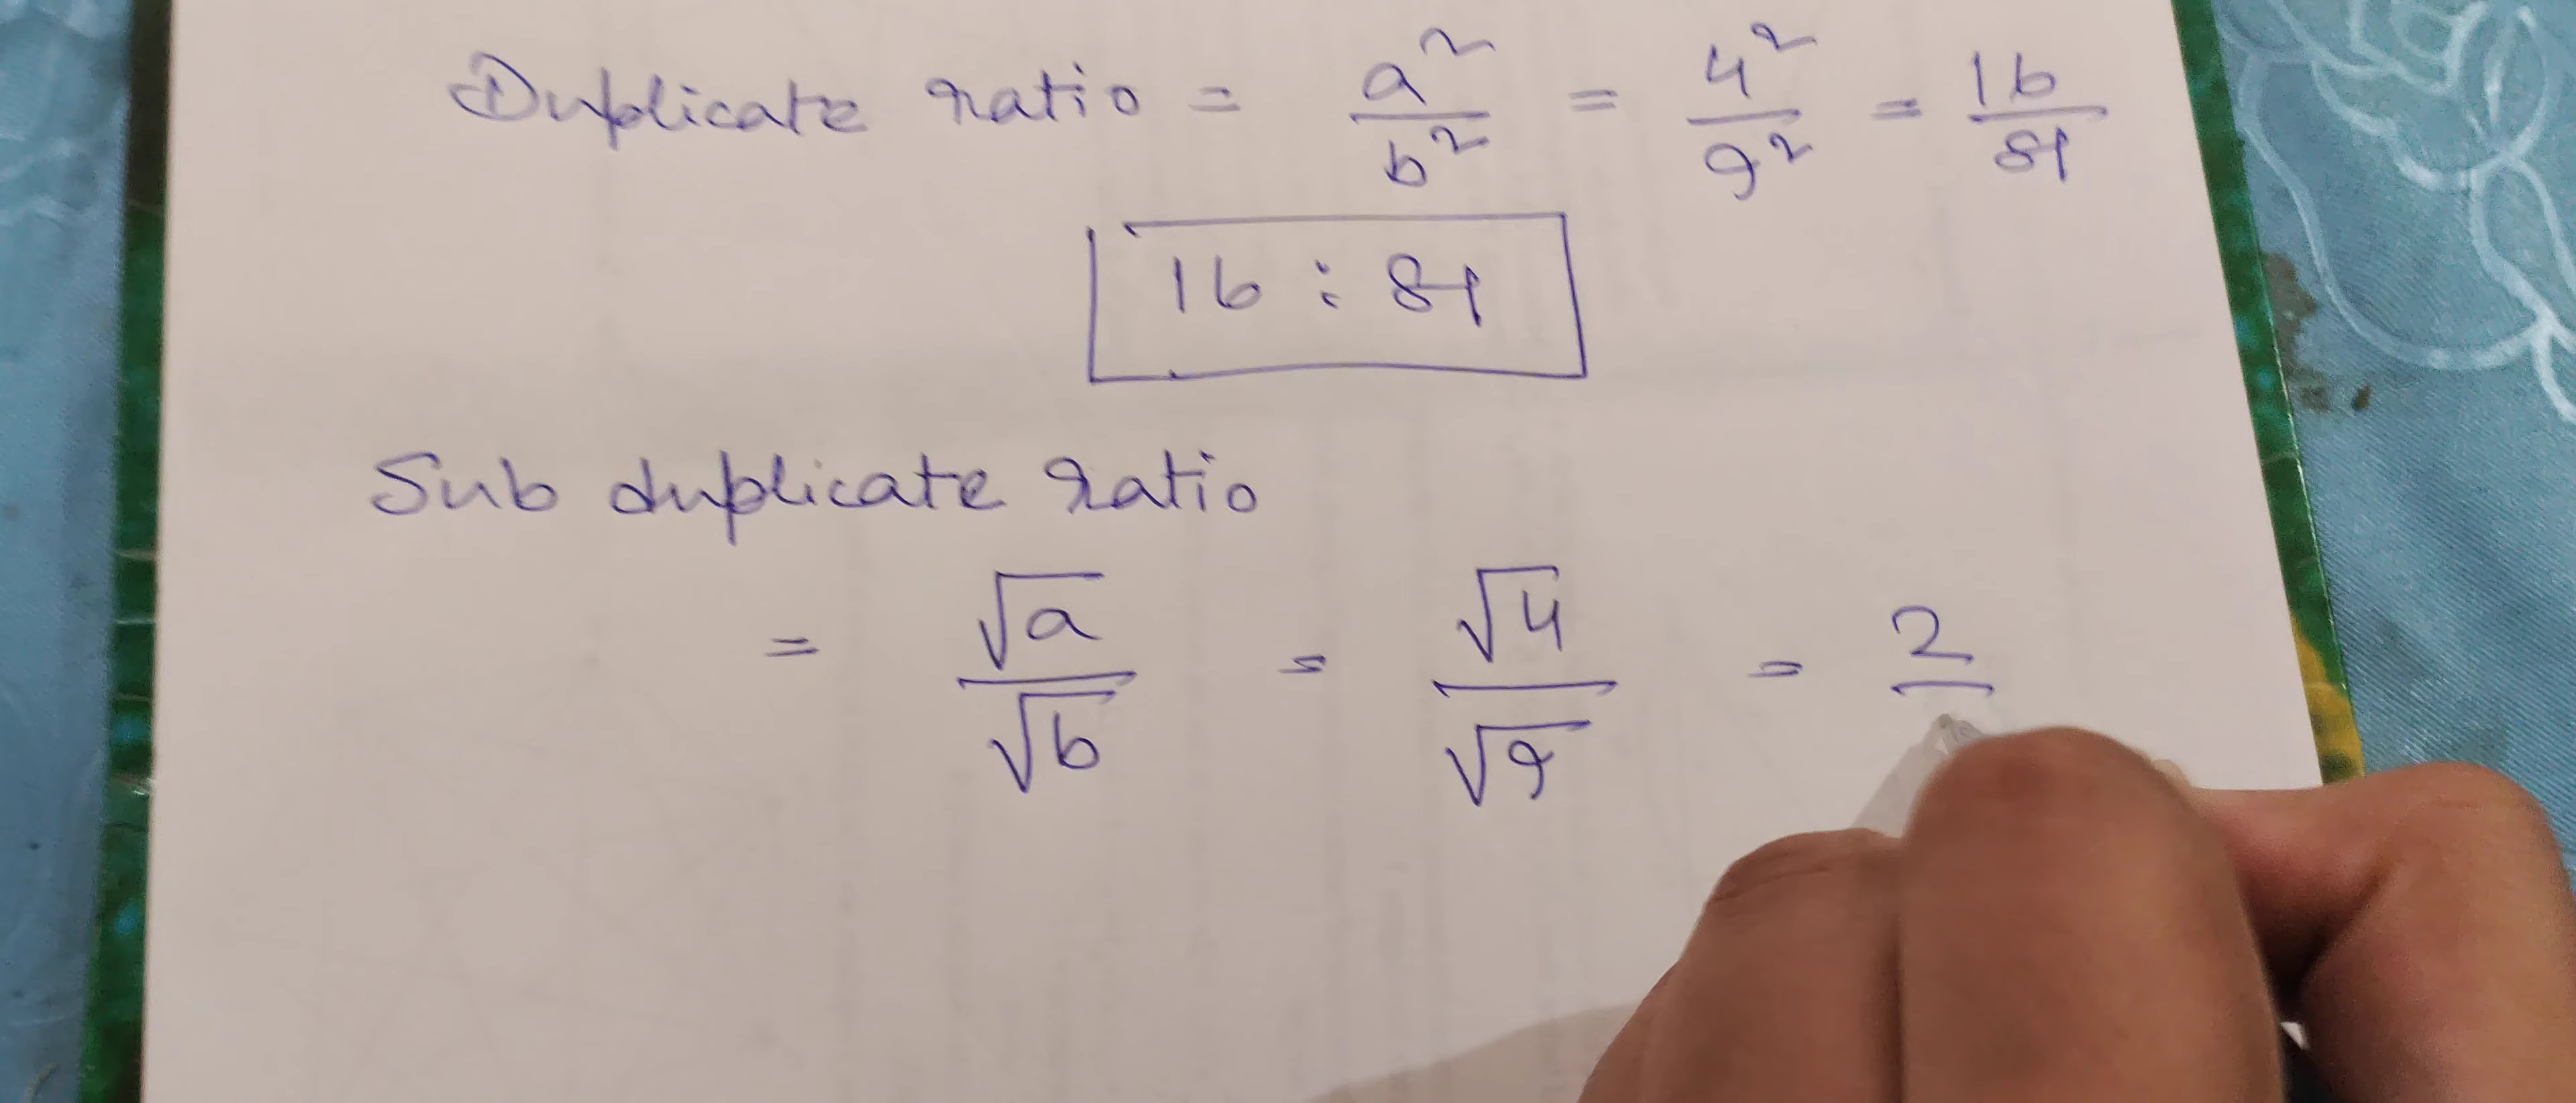 Duplicate ratio = a²/b² = 4²/9² = 16/81
16 : 81
Sub duplicate ratio
= √a/√b = √4/√9 = 2/